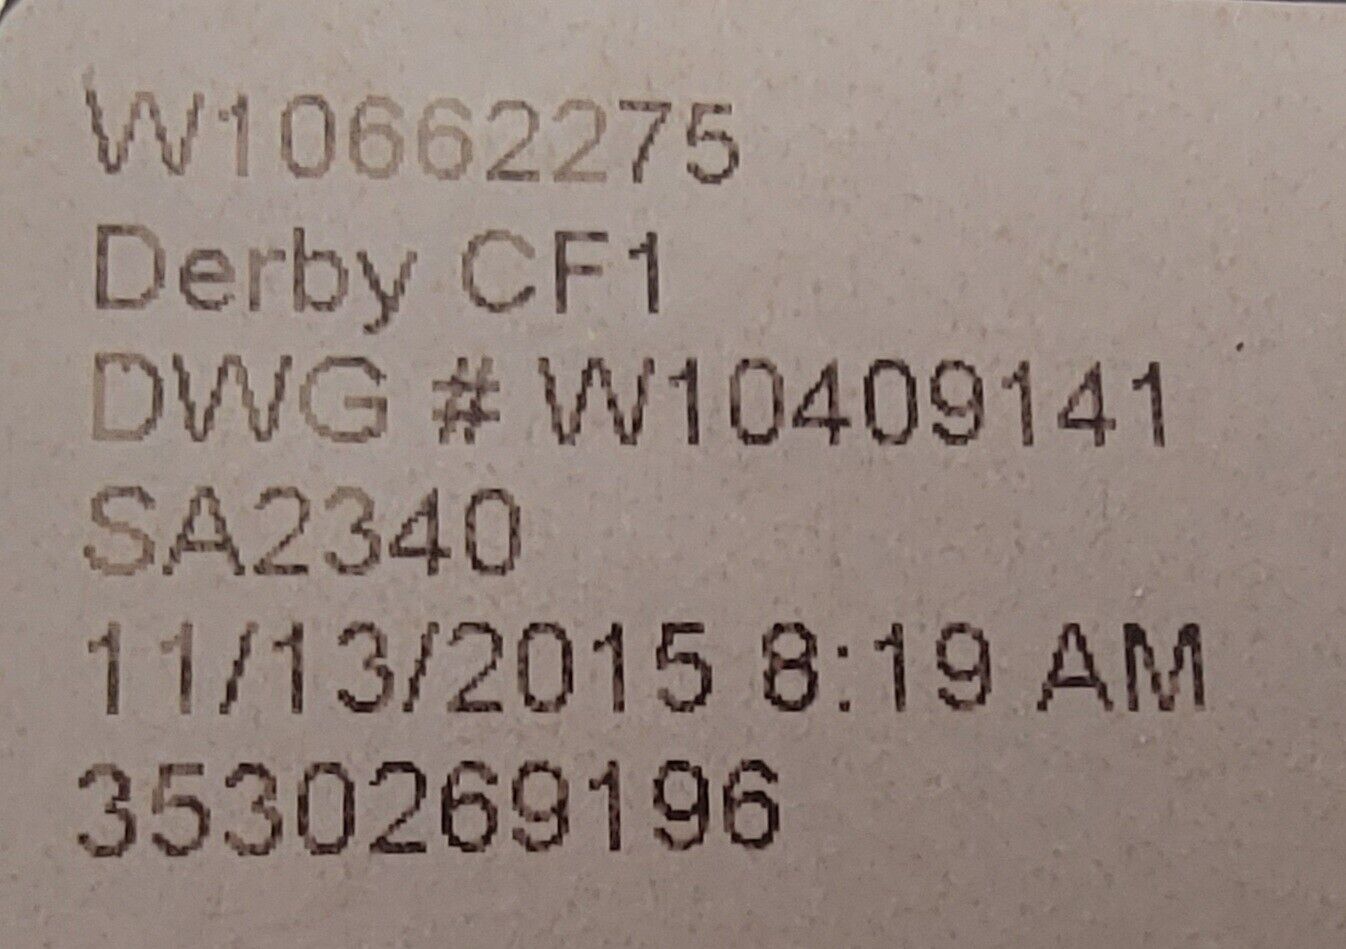 W10662275
Derby CF1
DWG # W10409141
SA2340
11/13/2015 8:19 AM
3530269196